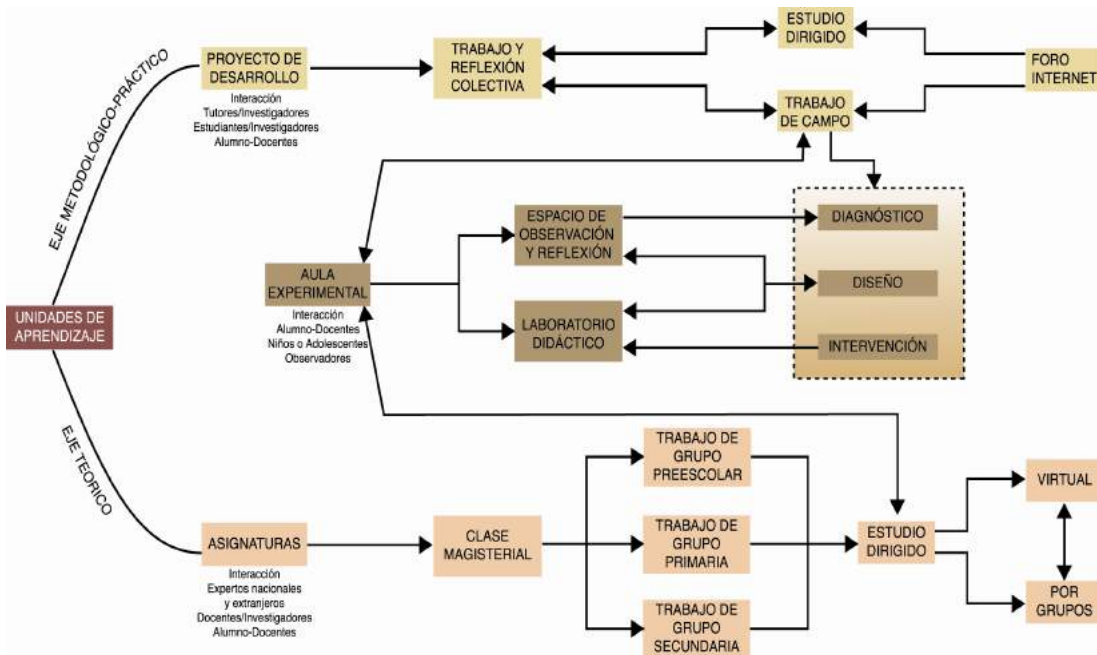 EJE METODOLÓGICO-PRÁCTICO
PROYECTO DE
DESARROLLO
Interacción
Tutores/Investigadores
Estudiantes/Investigadores
Alumno-Docentes
TRABAJO Y
REFLEXIÓN
COLECTIVA
ESTUDIO
DIRIGIDO
TRABAJO
DE CAMPO
FORO
INTERNET
AULA
EXPERIMENTAL
Interacción
Alumno-Docentes
Niños o Adolescentes
Observadores
ESPACIO DE
OBSERVACIÓN
Y REFLEXIÓN
LABORATORIO
DIDÁCTICO
DIAGNÓSTICO
DISEÑO
INTERVENCIÓN
UNIDADES DE
APRENDIZAJE
EJE TEORICO
ASIGNATURAS
Interacción
Expertos nacionales
y extranjeros
Docentes/Investigadores
Alumno-Docentes
CLASE
MAGISTERIAL
TRABAJO DE
GRUPO
PREESCOLAR
TRABAJO DE
GRUPO
PRIMARIA
TRABAJO DE
GRUPO
SECUNDARIA
ESTUDIO
DIRIGIDO
VIRTUAL
POR
GRUPOS